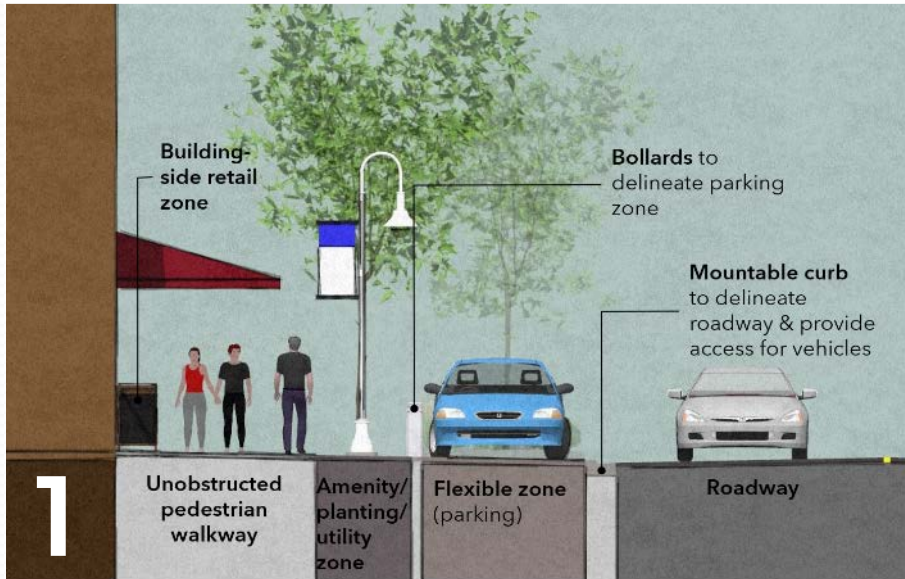 Building-
side retail
zone
Bollards to
delineate parking
zone
Mountable curb
to delineate
roadway & provide
access for vehicles
1
Unobstructed
pedestrian
walkway
Amenity/
planting/
utility
zone
Flexible zone
(parking)
Roadway